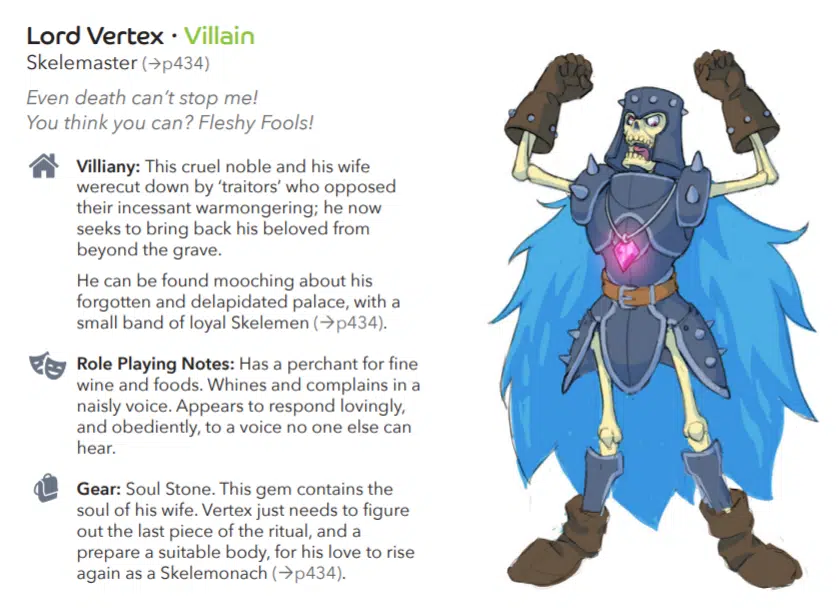 Lord Vertex · Villain
Skelemaster (→p434)
Even death can't stop me!
You think you can? Fleshy Fools!
Villiany: This cruel noble and his wife
werecut down by 'traitors' who opposed
their incessant warmongering; he now
seeks to bring back his beloved from
beyond the grave.
He can be found mooching about his
forgotten and delapidated palace, with a
small band of loyal Skelemen (→p434).
Role Playing Notes: Has a perchant for fine
wine and foods. Whines and complains in a
naisly voice. Appears to respond lovingly,
and obediently, to a voice no one else can
hear.
Gear: Soul Stone. This gem contains the
soul of his wife. Vertex just needs to figure
out the last piece of the ritual, and a
prepare a suitable body, for his love to rise
again as a Skelemonach (→p434).